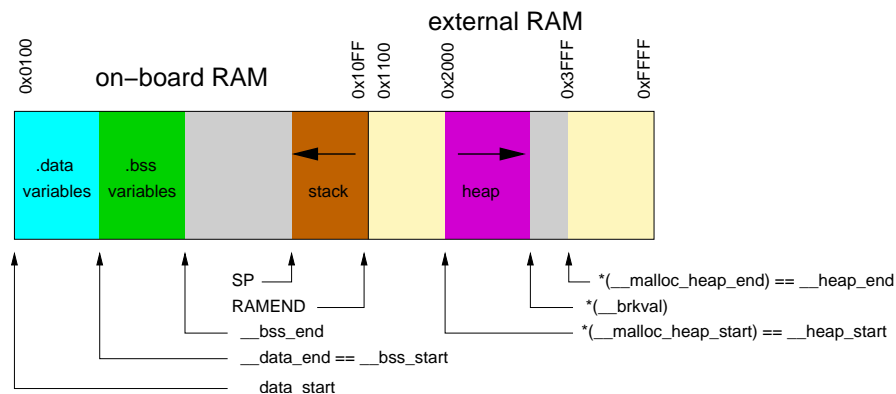 external RAM
on−board RAM
0x0100
0x10FF
0x1100
0x2000
0x3FFF
0xFFFF
.data
variables
.bss
variables
stack
heap
SP
RAMEND
__bss_end
__data_end == __bss_start
__data_start
*(__malloc_heap_end) == __heap_end
*(__brkval)
*(__malloc_heap_start) == __heap_start